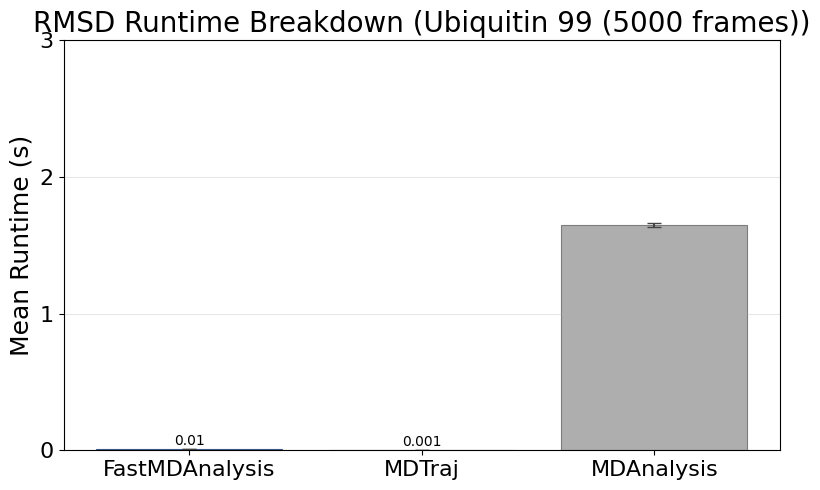 RMSD Runtime Breakdown (Ubiquitin 99 (5000 frames))
Mean Runtime (s)
3
2
1
0
0.01
0.001
FastMDAnalysis
MDTraj
MDAnalysis